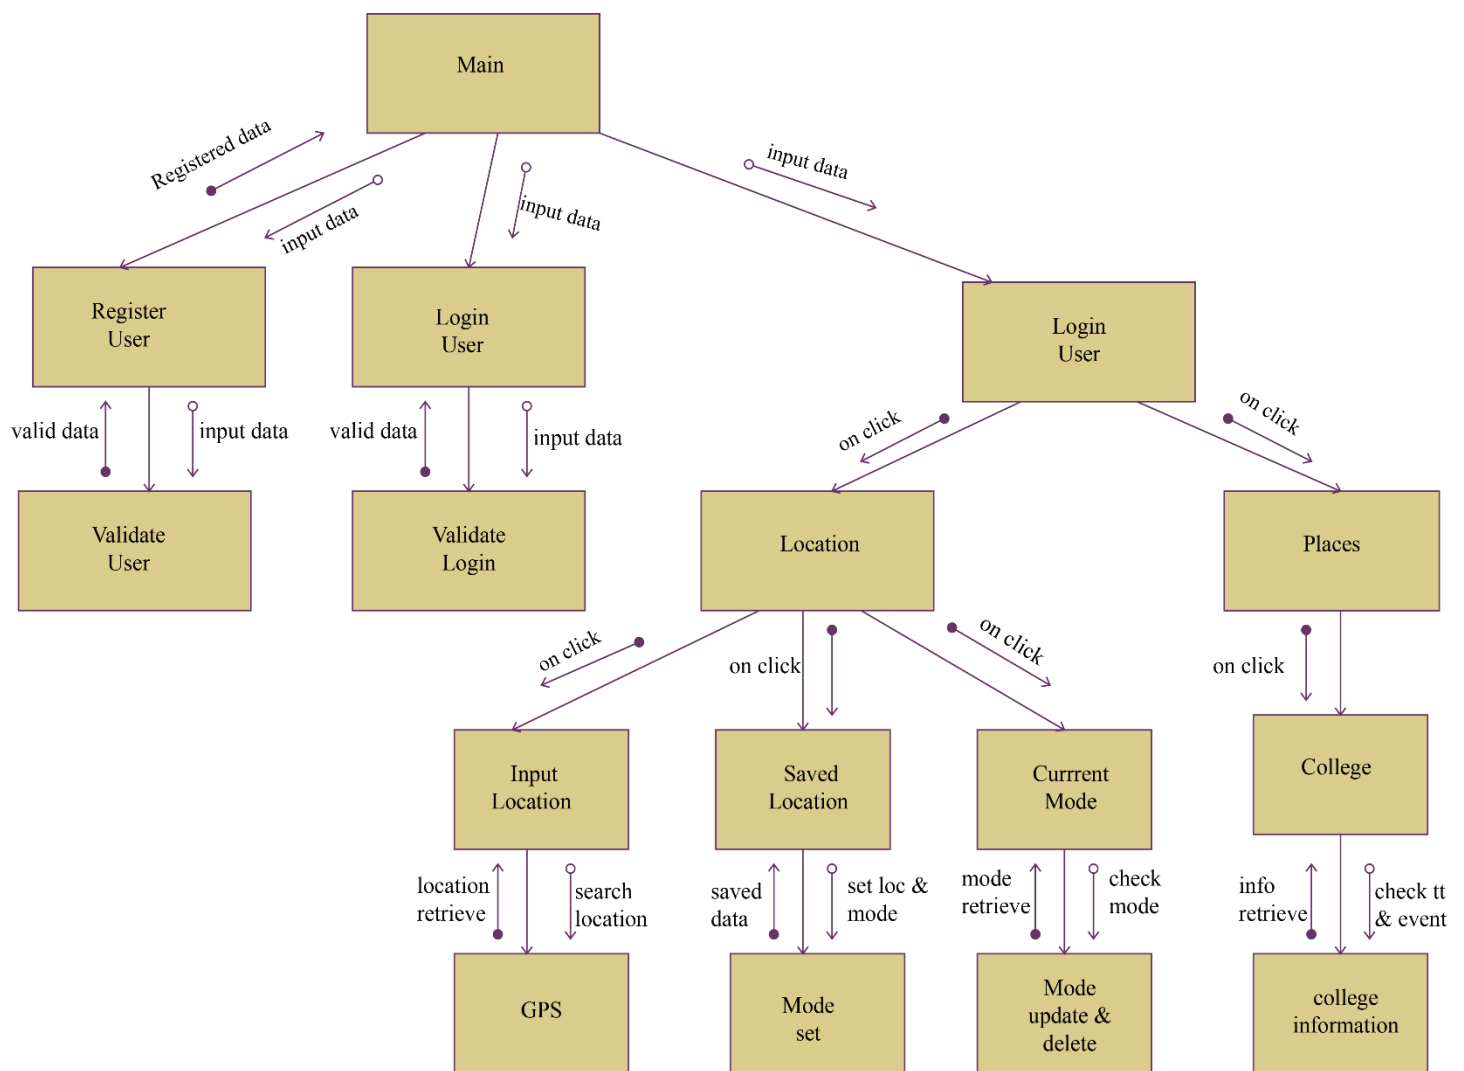 Main
Registered data
input data
input data
input data
Register
User
Login
User
Login
User
valid data
input data
valid data
input data
on click
on click
Validate
User
Validate
Login
Location
Places
on click
on click
on click
on click
Input
Location
Saved
Location
Currrent
Mode
College
location
retrieve
search
location
saved
data
set loc &
mode
mode
retrieve
check
mode
info
retrieve
check tt
& event
GPS
Mode
set
Mode
update &
delete
college
information